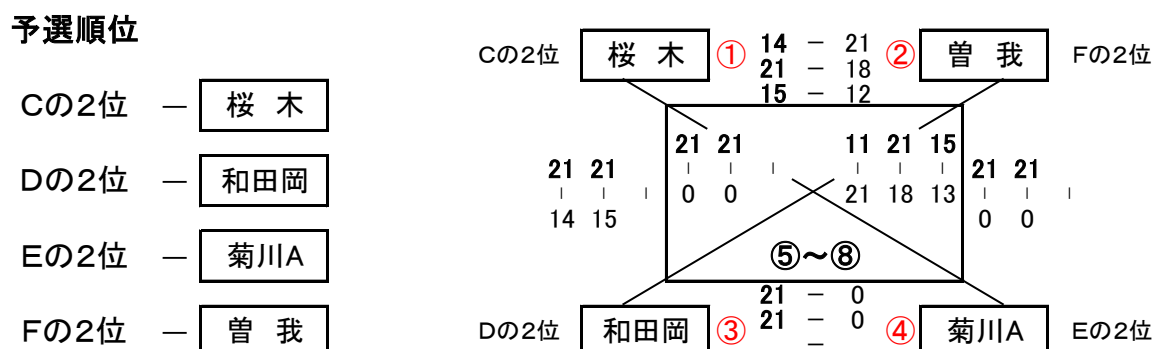 予選順位
Cの2位 ― 桜 木
Dの2位 ― 和田岡
Eの2位 ― 菊川A
Fの2位 ― 曽 我
Cの2位 桜 木 ① 14 － 21 ② 曽 我 Fの2位
21 － 18
15 － 12
21 21 11 21 15
21 21 21 21
0 0 21 18 13
14 15 0 0
⑤～⑧
21 － 0
Dの2位 和田岡 ③ 21 － 0 ④ 菊川A Eの2位
－